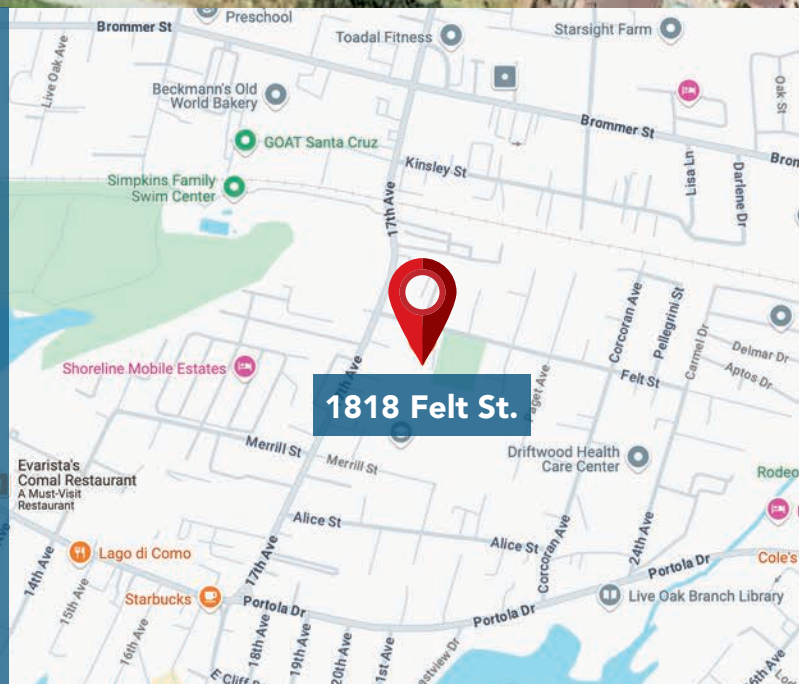 Preschool
Brommer St
Toadal Fitness
Starsight Farm
Live Oak Ave
Beckmann's Old
World Bakery
Oak St
GOAT Santa Cruz
Brommer St
Kinsley St
Simpkins Family
Swim Center
17th Ave
Lisa Ln
Darlene Dr
Corcoran Ave
Pellegrini St
Carmel Dr
Delmar Dr
Aptos Dr
Shoreline Mobile Estates
Felt St
1818 Felt St.
Paget Ave
Merrill St
Merrill St
Driftwood Health
Care Center
Evarista's
Comal Restaurant
A Must-Visit
Restaurant
Rodeo
Alice St
Alice St
Corcoran Ave
24th Ave
14th Ave
Lago di Como
17th Ave
Portola Dr
Cole's
15th Ave
Starbucks
Portola Dr
Portola Dr
Live Oak Branch Library
16th Ave
18th Ave
19th Ave
20th Ave
1st Ave
E Cliff